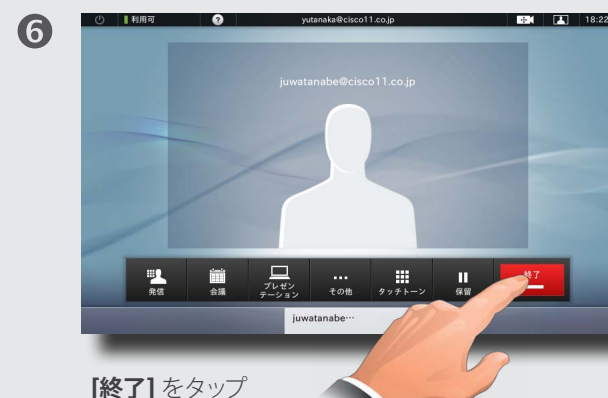 ❻
利用可 ? yutanaka@cisco11.co.jp 18:22
juwatanabe@cisco11.co.jp
発信 会議 プレゼンテーション その他 タッチトーン 保留 終了
juwatanabe…
[終了] をタップ